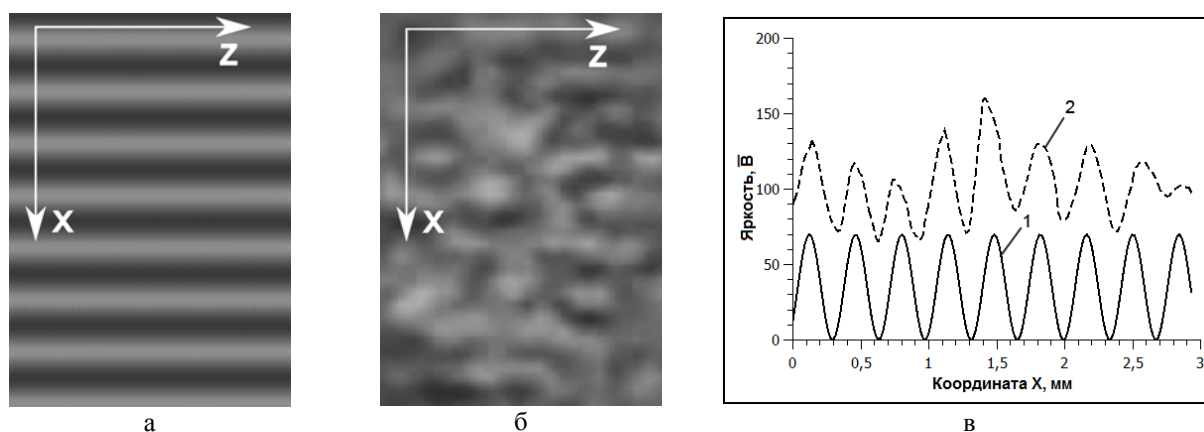 Z
X
Z
X
200
150
100
50
0
Яркость, B̅
2
1
0 0,5 1 1,5 2 2,5 3
Координата X, мм
а б в